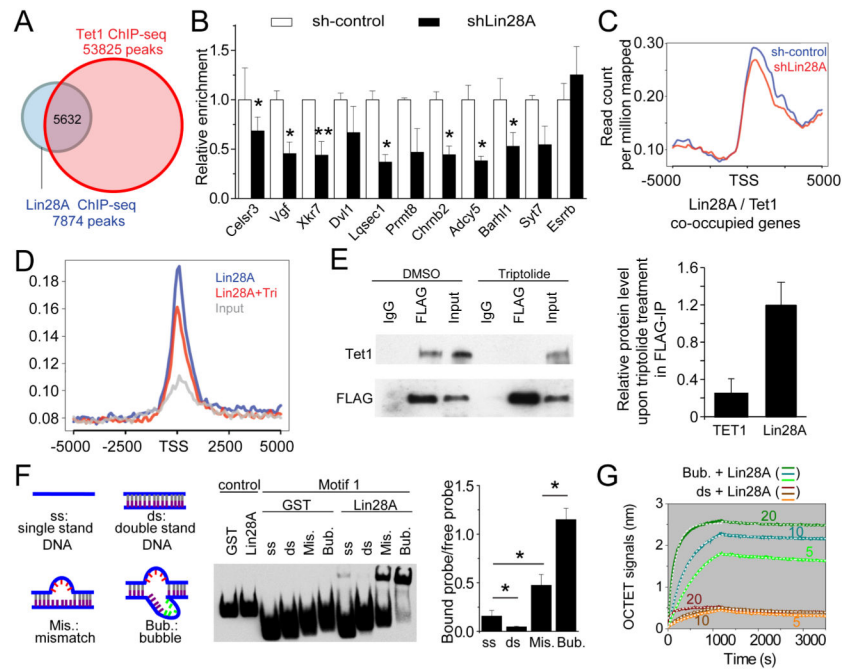 A
Tet1 ChIP-seq
53825 peaks
5632
Lin28A ChIP-seq
7874 peaks
B
sh-control
shLin28A
Relative enrichment
1.5
1.0
0.5
0.0
Celsr3
Vgf
Xkr7
Dvl1
Lqsec1
Prmt8
Chrnb2
Adcy5
Barhl1
Syt7
Esrrb
*
*
**
*
*
*
*
C
sh-control
shLin28A
Read count
per million mapped
0.30
0.20
0.10
-5000
TSS
5000
Lin28A / Tet1
co-occupied genes
D
Lin28A
Lin28A+Tri
Input
0.18
0.16
0.14
0.12
0.10
0.08
-5000
-2500
TSS
2500
5000
E
DMSO
Triptolide
IgG
FLAG
Input
IgG
FLAG
Input
Tet1
FLAG
Relative protein level
upon triptolide treatment
in FLAG-IP
1.6
1.2
0.8
0.4
0.0
TET1
Lin28A
F
ss:
single stand
DNA
ds:
double stand
DNA
Mis.:
mismatch
Bub.:
bubble
control
Motif 1
GST
Lin28A
GST
Lin28A
ss
ds
Mis.
Bub.
ss
ds
Mis.
Bub.
Bound probe/free probe
1.5
1.0
0.5
0.0
*
*
*
ss
ds
Mis.
Bub.
G
Bub. + Lin28A ( )
ds + Lin28A ( )
OCTET signals (nm)
3
2
1
0
20
10
5
20
10
5
0
1000
2000
3000
Time (s)